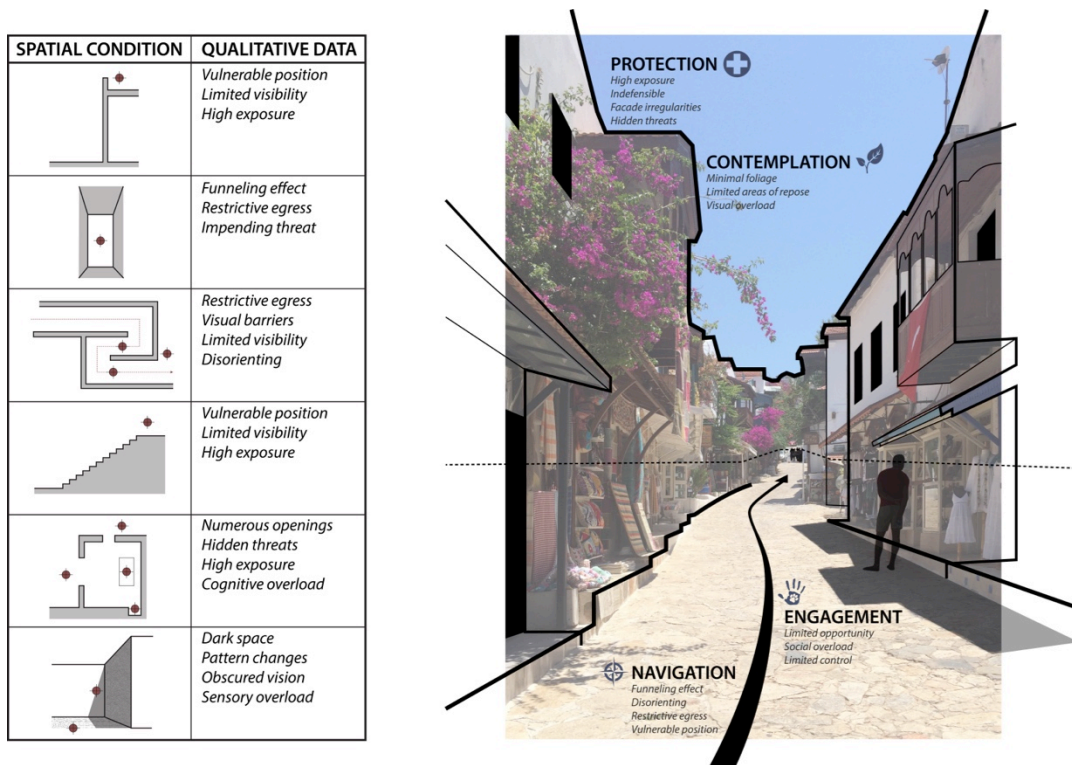 SPATIAL CONDITION
QUALITATIVE DATA
Vulnerable position
Limited visibility
High exposure
Funneling effect
Restrictive egress
Impending threat
Restrictive egress
Visual barriers
Limited visibility
Disorienting
Vulnerable position
Limited visibility
High exposure
Numerous openings
Hidden threats
High exposure
Cognitive overload
Dark space
Pattern changes
Obscured vision
Sensory overload
PROTECTION
High exposure
Indefensible
Facade irregularities
Hidden threats
CONTEMPLATION
Minimal foliage
Limited areas of repose
Visual overload
ENGAGEMENT
Limited opportunity
Social overload
Limited control
NAVIGATION
Funneling effect
Disorienting
Restrictive egress
Vulnerable position